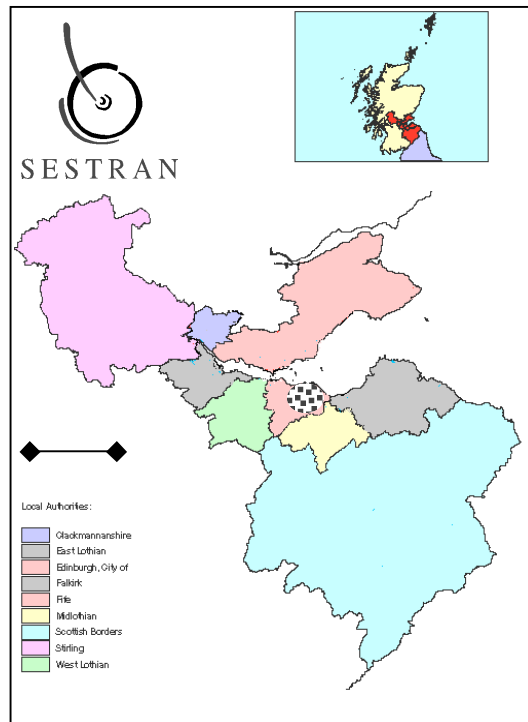 SESTRAN
Local Authorities:
Clackmannanshire
East Lothian
Edinburgh, City of
Falkirk
Fife
Midlothian
Scottish Borders
Stirling
West Lothian